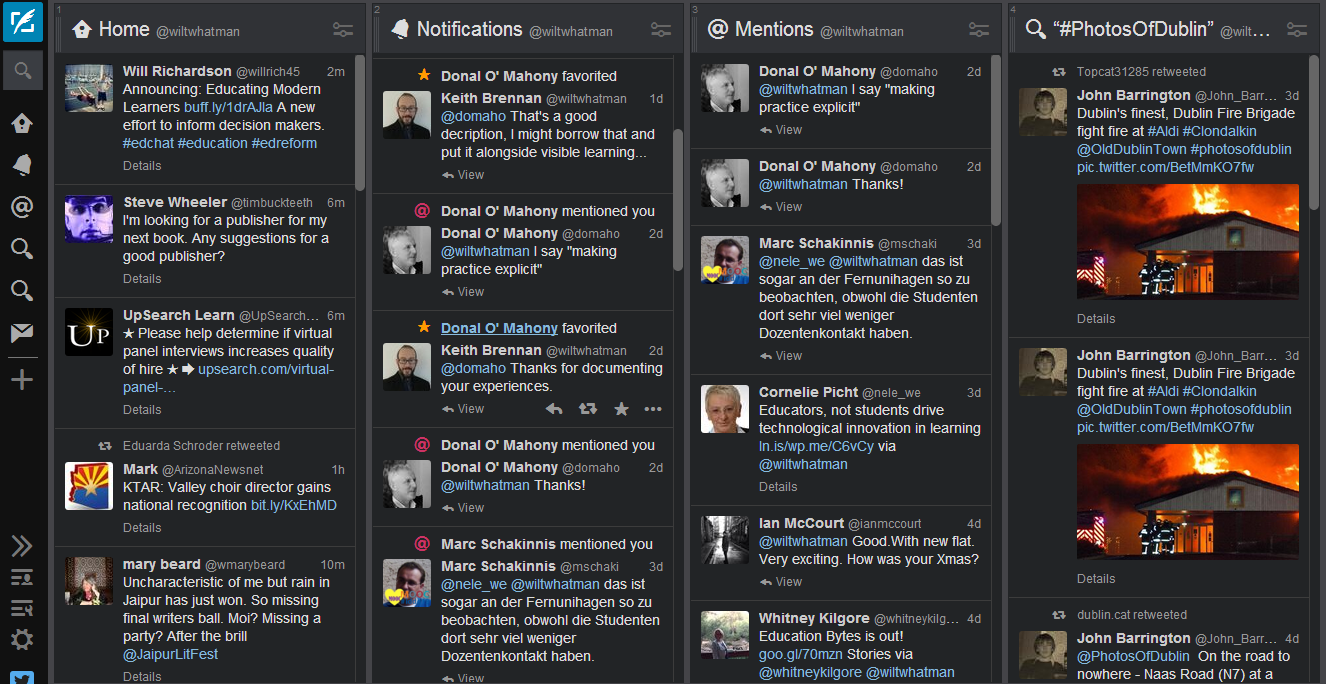 1
Home @wiltwhatman
Will Richardson @willrich45 2m
Announcing: Educating Modern
Learners buff.ly/1drAJla A new
effort to inform decision makers.
#edchat #education #edreform
Details
Steve Wheeler @timbuckteeth 6m
I'm looking for a publisher for my
next book. Any suggestions for a
good publisher?
Details
UP
UpSearch Learn @UpSearch... 6m
★ Please help determine if virtual
panel interviews increases quality
of hire ★ ➡ upsearch.com/virtual-
panel-...
Details
Eduarda Schroder retweeted
Mark @ArizonaNewsnet 1h
KTAR: Valley choir director gains
national recognition bit.ly/KxEhMD
Details
mary beard @wmarybeard 10m
Uncharacteristic of me but rain in
Jaipur has just won. So missing
final writers ball. Moi? Missing a
party? After the brill
@JaipurLitFest
Details
2
Notifications @wiltwhatman
Donal O' Mahony favorited
Keith Brennan @wiltwhatman 1d
@domaho That's a good
decription, I might borrow that and
put it alongside visible learning...
View
@ Donal O' Mahony mentioned you
Donal O' Mahony @domaho 2d
@wiltwhatman I say "making
practice explicit"
View
Donal O' Mahony favorited
Keith Brennan @wiltwhatman 2d
@domaho Thanks for documenting
your experiences.
View
@ Donal O' Mahony mentioned you
Donal O' Mahony @domaho 2d
@wiltwhatman Thanks!
View
@ Marc Schakinnis mentioned you
Marc Schakinnis @mschaki 3d
@nele_we @wiltwhatman das ist
sogar an der Fernunihagen so zu
beobachten, obwohl die Studenten
dort sehr viel weniger
Dozentenkontakt haben.
View
3
@ Mentions @wiltwhatman
Donal O' Mahony @domaho 2d
@wiltwhatman I say "making
practice explicit"
View
Donal O' Mahony @domaho 2d
@wiltwhatman Thanks!
View
Marc Schakinnis @mschaki 3d
@nele_we @wiltwhatman das ist
sogar an der Fernunihagen so zu
beobachten, obwohl die Studenten
dort sehr viel weniger
Dozentenkontakt haben.
View
Cornelie Picht @nele_we 3d
Educators, not students drive
technological innovation in learning
ln.is/wp.me/C6vCy via
@wiltwhatman
Details
Ian McCourt @ianmccourt 4d
@wiltwhatman Good.With new flat.
Very exciting. How was your Xmas?
View
Whitney Kilgore @whitneykilg... 4d
Education Bytes is out!
goo.gl/70mzn Stories via
@whitneykilgore @wiltwhatman
4
“#PhotosOfDublin” @wilt...
Topcat31285 retweeted
John Barrington @John_Barr... 3d
Dublin's finest, Dublin Fire Brigade
fight fire at #Aldi #Clondalkin
@OldDublinTown #photosofdublin
pic.twitter.com/BetMmKO7fw
Details
John Barrington @John_Barr... 3d
Dublin's finest, Dublin Fire Brigade
fight fire at #Aldi #Clondalkin
@OldDublinTown #photosofdublin
pic.twitter.com/BetMmKO7fw
Details
dublin.cat retweeted
John Barrington @John_Barr... 4d
@PhotosOfDublin On the road to
nowhere - Naas Road (N7) at a